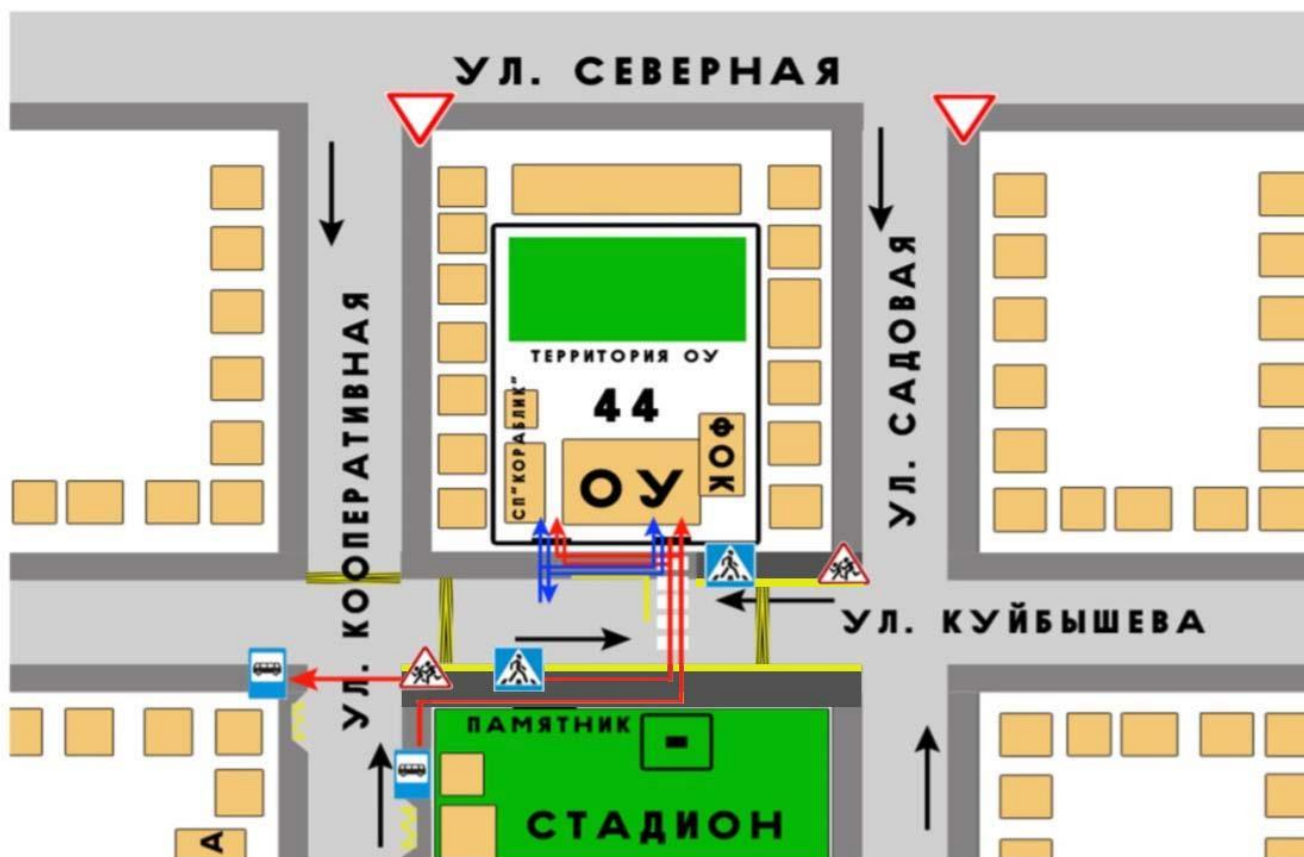 УЛ. СЕВЕРНАЯ
УЛ. КООПЕРАТИВНАЯ
УЛ. САДОВАЯ
ТЕРРИТОРИЯ ОУ
44
СП"КОРАБЛИК"
ОУ
ФОК
УЛ. КУЙБЫШЕВА
ПАМЯТНИК
СТАДИОН
А